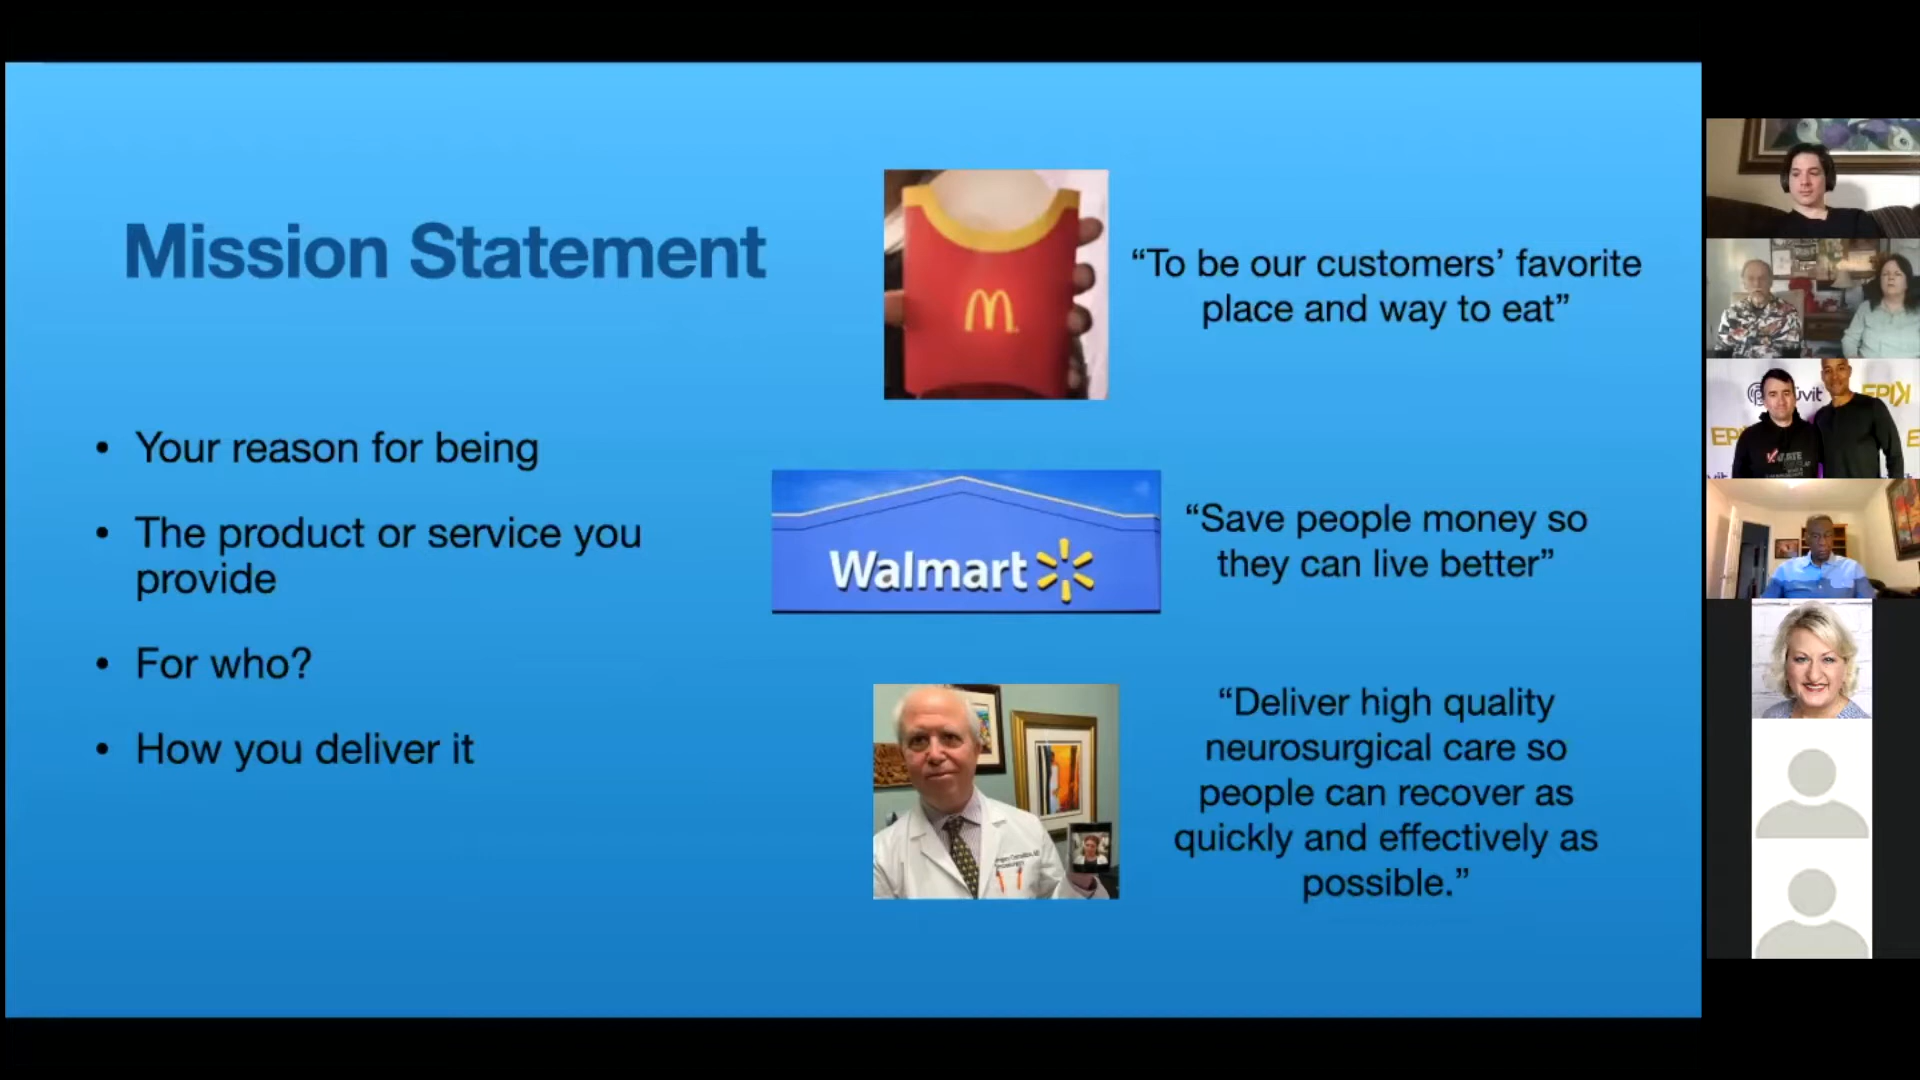 Mission Statement
• Your reason for being
• The product or service you
provide
• For who?
• How you deliver it
“To be our customers’ favorite
place and way to eat”
Walmart
“Save people money so
they can live better”
“Deliver high quality
neurosurgical care so
people can recover as
quickly and effectively as
possible.”
EPIK